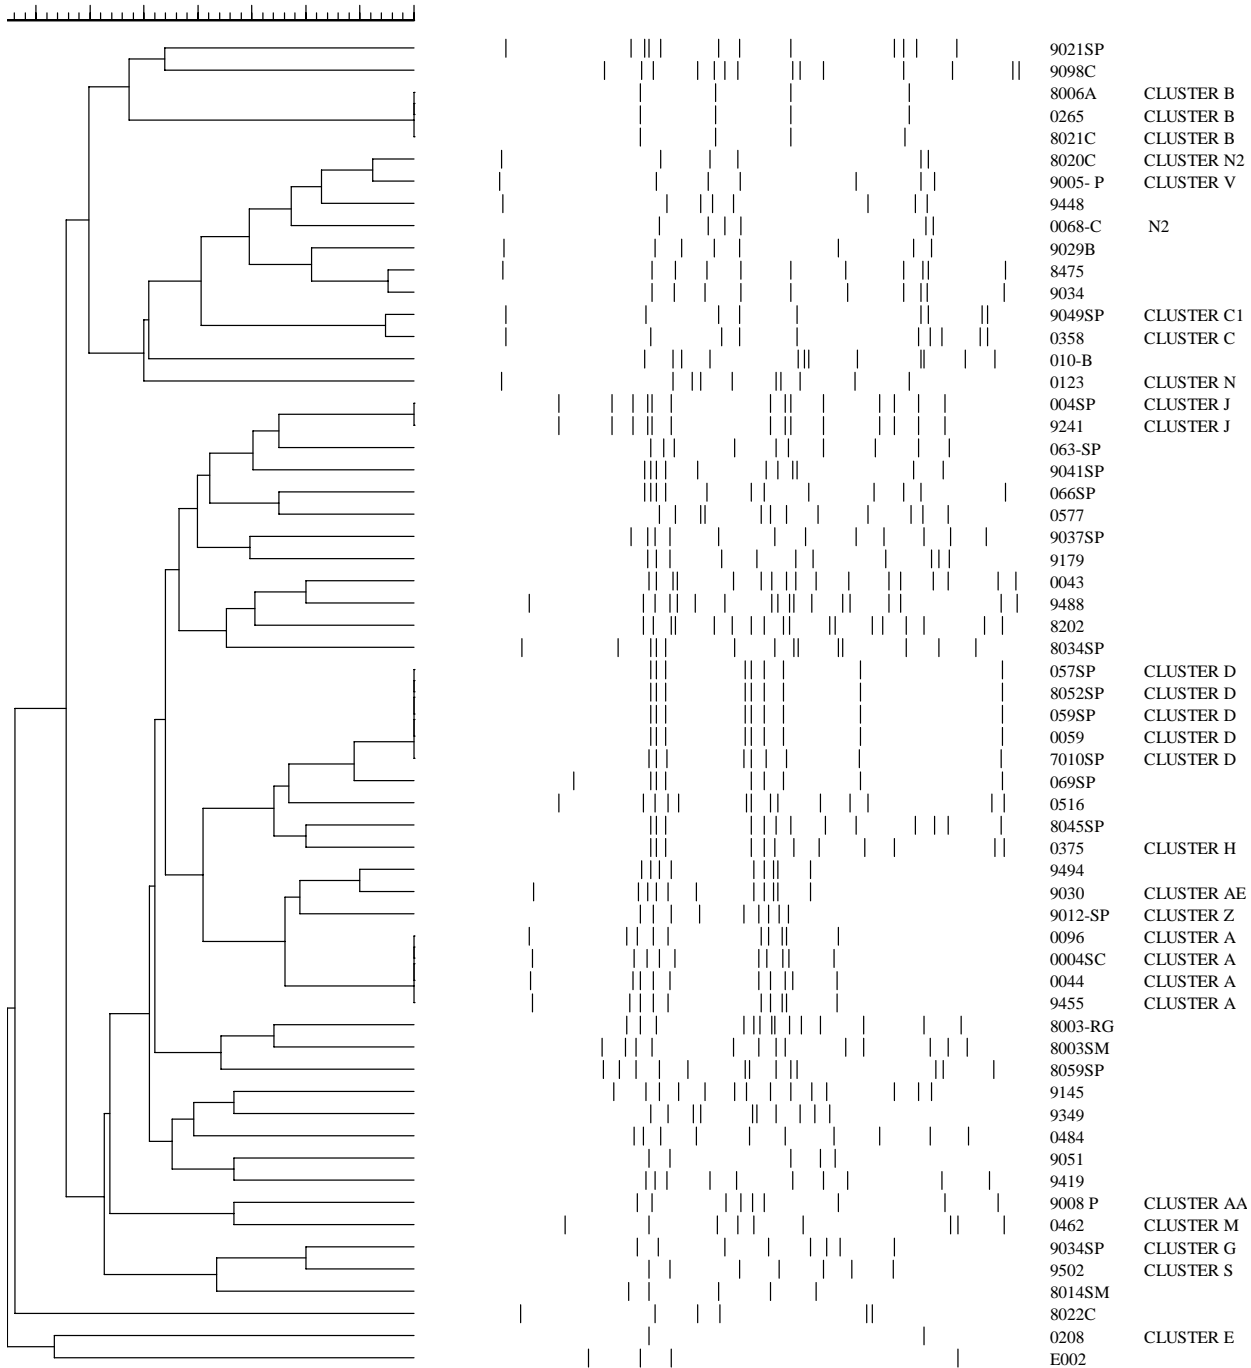 9021SP
9098C
8006A CLUSTER B
0265 CLUSTER B
8021C CLUSTER B
8020C CLUSTER N2
9005- P CLUSTER V
9448
0068-C N2
9029B
8475
9034
9049SP CLUSTER C1
0358 CLUSTER C
010-B
0123 CLUSTER N
004SP CLUSTER J
9241 CLUSTER J
063-SP
9041SP
066SP
0577
9037SP
9179
0043
9488
8202
8034SP
057SP CLUSTER D
8052SP CLUSTER D
059SP CLUSTER D
0059 CLUSTER D
7010SP CLUSTER D
069SP
0516
8045SP
0375 CLUSTER H
9494
9030 CLUSTER AE
9012-SP CLUSTER Z
0096 CLUSTER A
0004SC CLUSTER A
0044 CLUSTER A
9455 CLUSTER A
8003-RG
8003SM
8059SP
9145
9349
0484
9051
9419
9008 P CLUSTER AA
0462 CLUSTER M
9034SP CLUSTER G
9502 CLUSTER S
8014SM
8022C
0208 CLUSTER E
E002